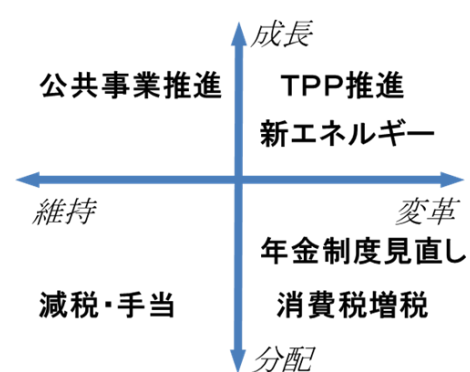 成長
公共事業推進
TPP推進
新エネルギー
維持
変革
年金制度見直し
減税・手当
消費税増税
分配